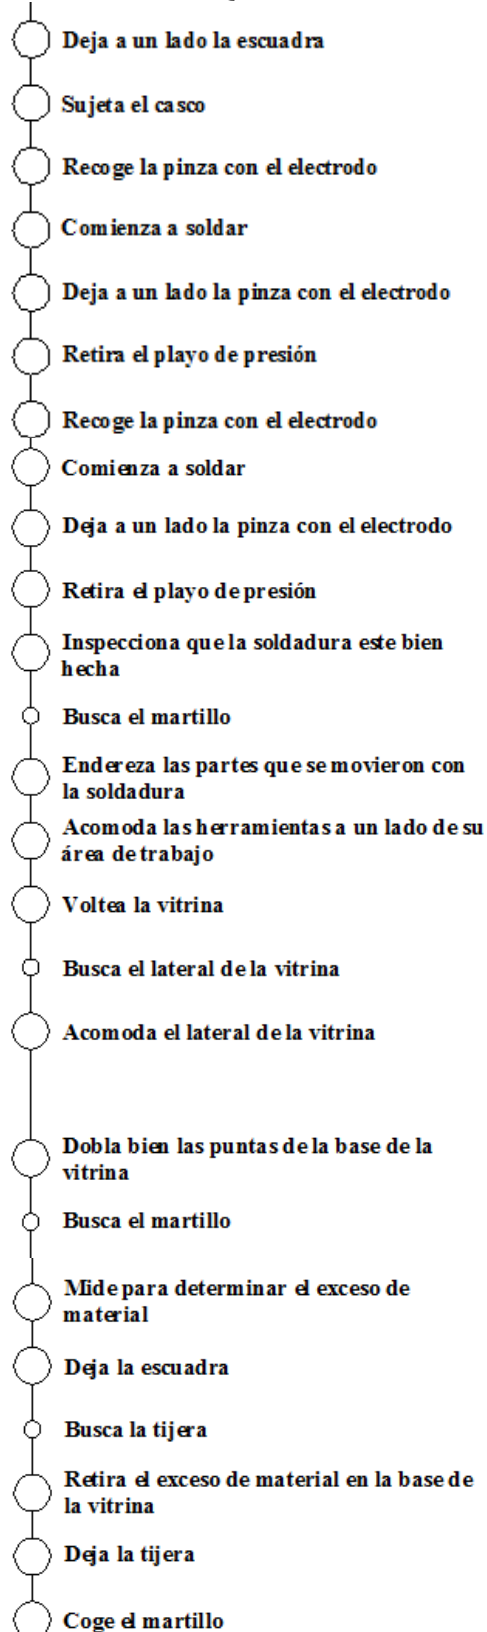 Deja a un lado la escuadra
Sujeta el casco
Recoge la pinza con el electrodo
Comienza a soldar
Deja a un lado la pinza con el electrodo
Retira el playo de presión
Recoge la pinza con el electrodo
Comienza a soldar
Deja a un lado la pinza con el electrodo
Retira el playo de presión
Inspecciona que la soldadura este bien
hecha
Busca el martillo
Endereza las partes que se movieron con
la soldadura
Acomoda las herramientas a un lado de su
área de trabajo
Voltea la vitrina
Busca el lateral de la vitrina
Acomoda el lateral de la vitrina
Dobla bien las puntas de la base de la
vitrina
Busca el martillo
Mide para determinar el exceso de
material
Deja la escuadra
Busca la tijera
Retira el exceso de material en la base de
la vitrina
Deja la tijera
Coge el martillo